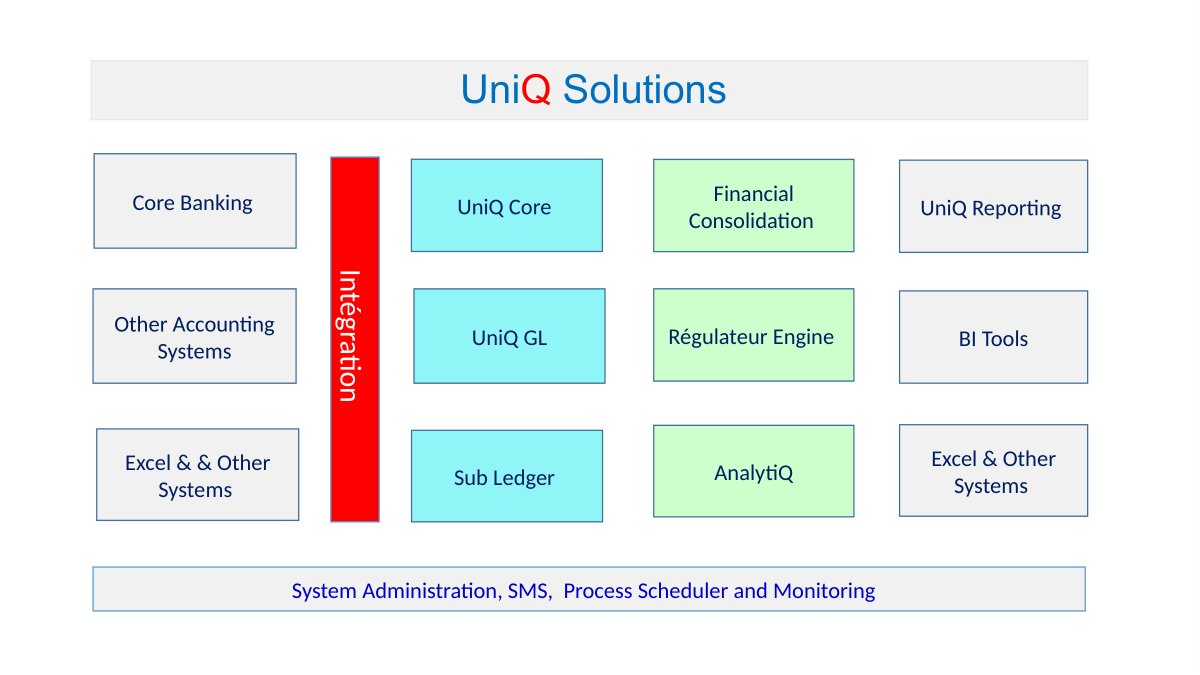 UniQ Solutions
Core Banking
Other Accounting
Systems
Excel & & Other
Systems
Intégration
UniQ Core
UniQ GL
Sub Ledger
Financial
Consolidation
Régulateur Engine
AnalytiQ
UniQ Reporting
BI Tools
Excel & Other
Systems
System Administration, SMS,  Process Scheduler and Monitoring